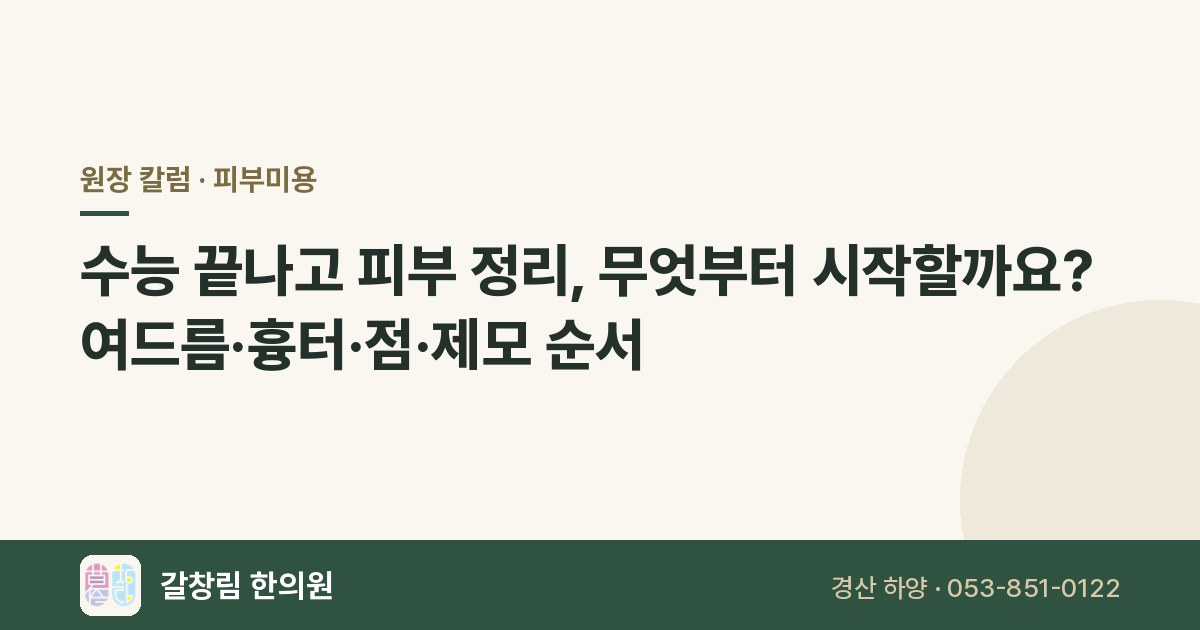 원장 칼럼 · 피부미용
수능 끝나고 피부 정리, 무엇부터 시작할까요?
여드름·흉터·점·제모 순서
갈창림 한의원
경산 하양 · 053-851-0122